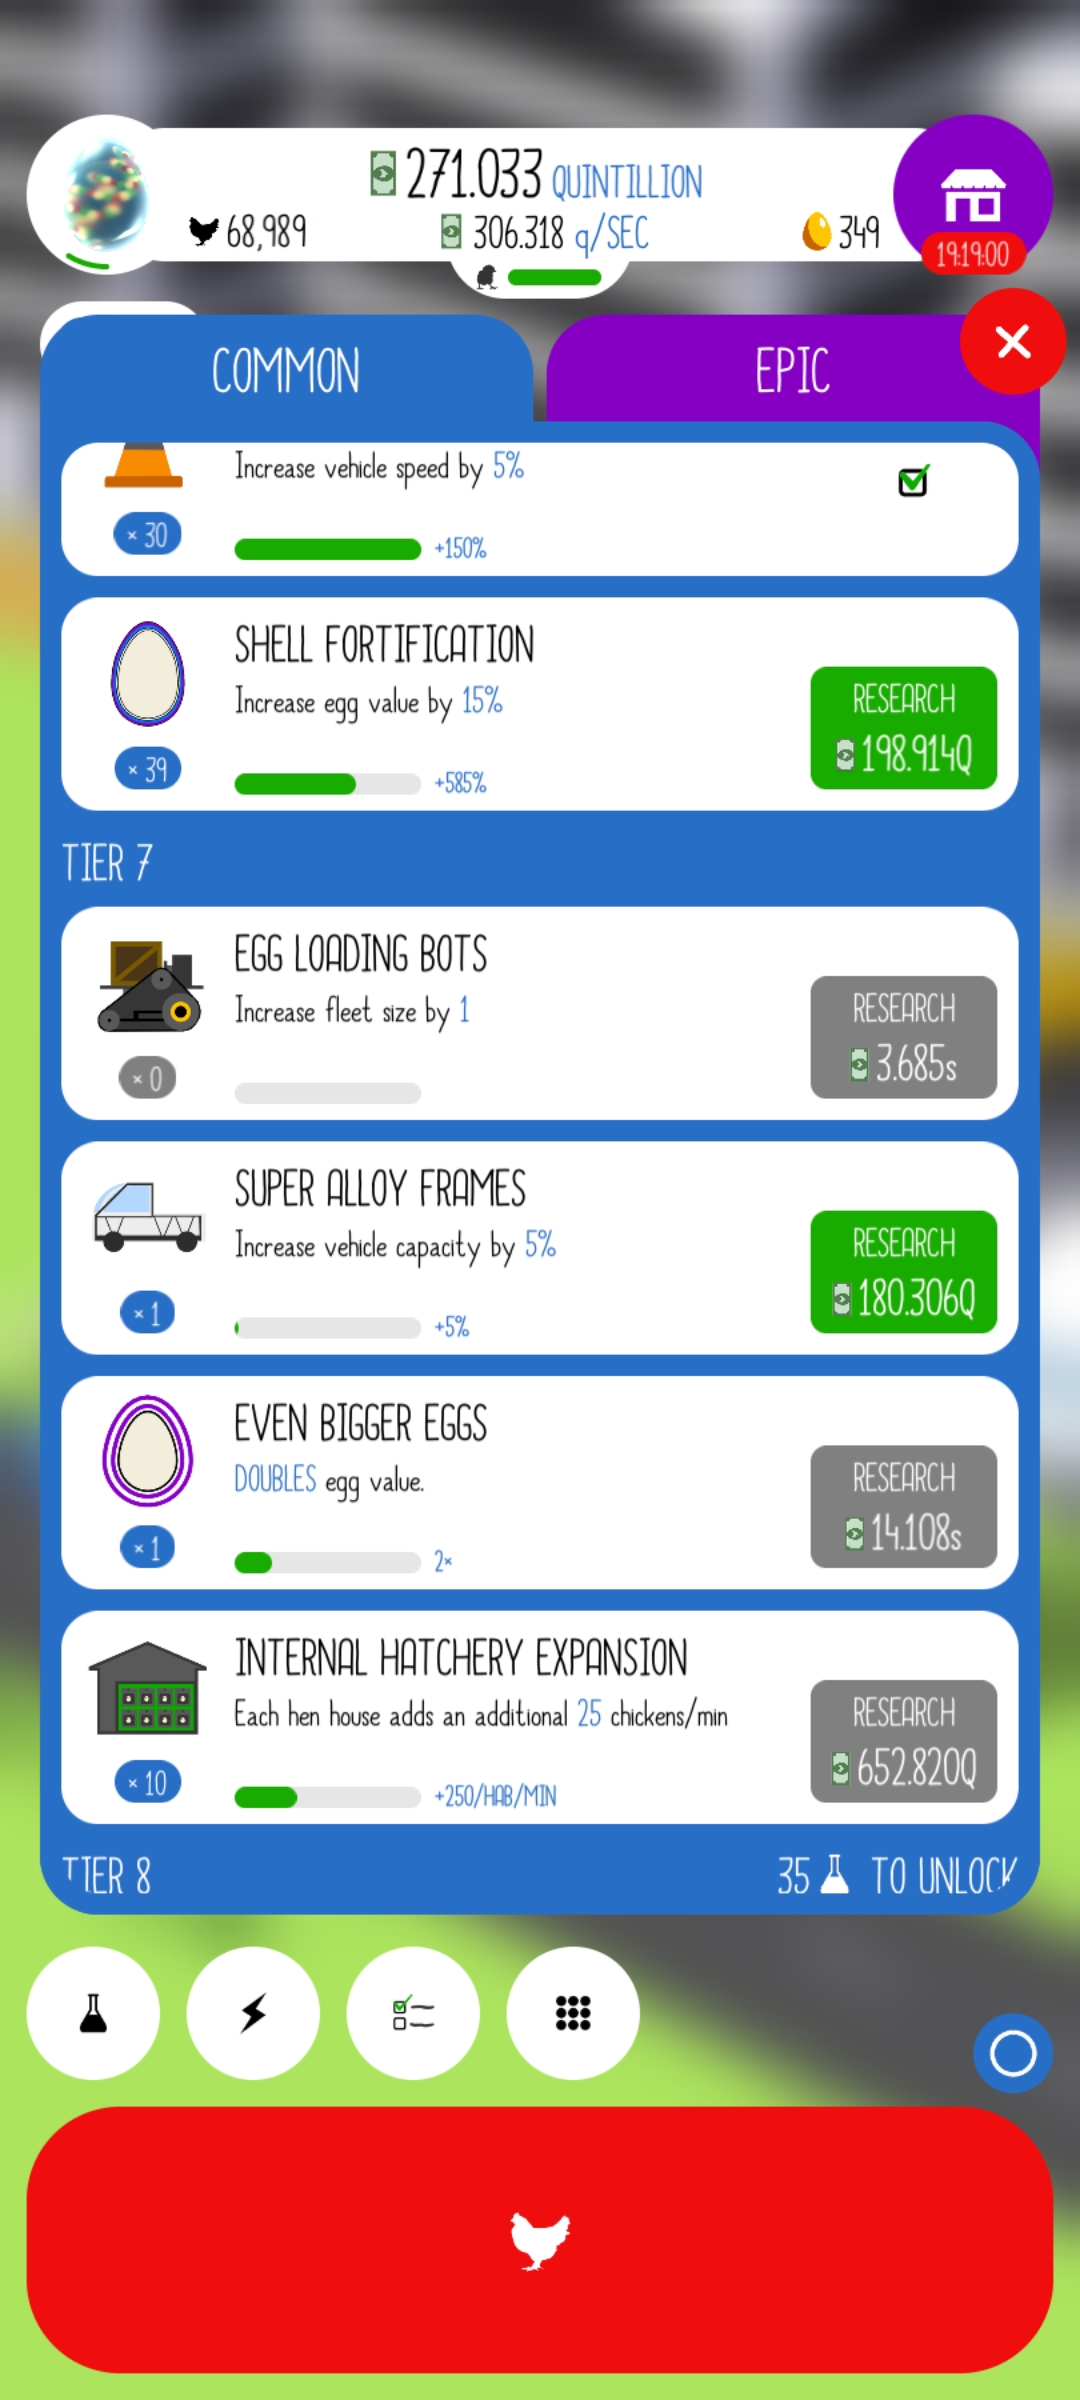 271.033 QUINTILLION
68,989
306.318 q/SEC
349
19:19:00
COMMON
EPIC
Increase vehicle speed by 5%
× 30
+150%
SHELL FORTIFICATION
Increase egg value by 15%
× 39
+585%
RESEARCH
198.914Q
TIER 7
EGG LOADING BOTS
Increase fleet size by 1
× 0
RESEARCH
3.685s
SUPER ALLOY FRAMES
Increase vehicle capacity by 5%
× 1
+5%
RESEARCH
180.306Q
EVEN BIGGER EGGS
DOUBLES egg value.
× 1
2×
RESEARCH
14.108s
INTERNAL HATCHERY EXPANSION
Each hen house adds an additional 25 chickens/min
× 10
+250/HAB/MIN
RESEARCH
652.820Q
TIER 8
35 TO UNLOCK